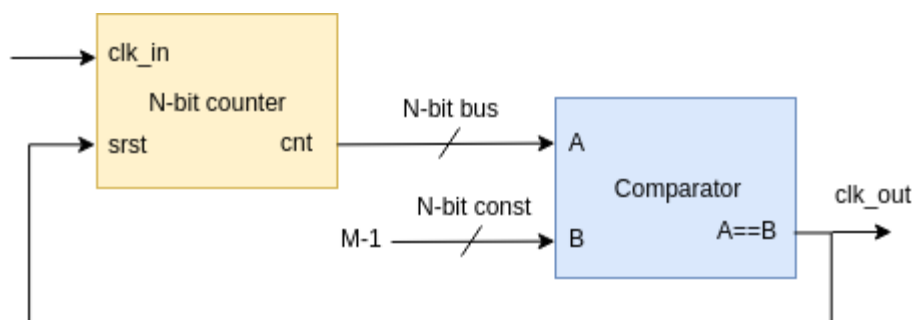 clk_in
N-bit counter
srst
cnt
N-bit bus
N-bit const
M-1
A
B
Comparator
A==B
clk_out